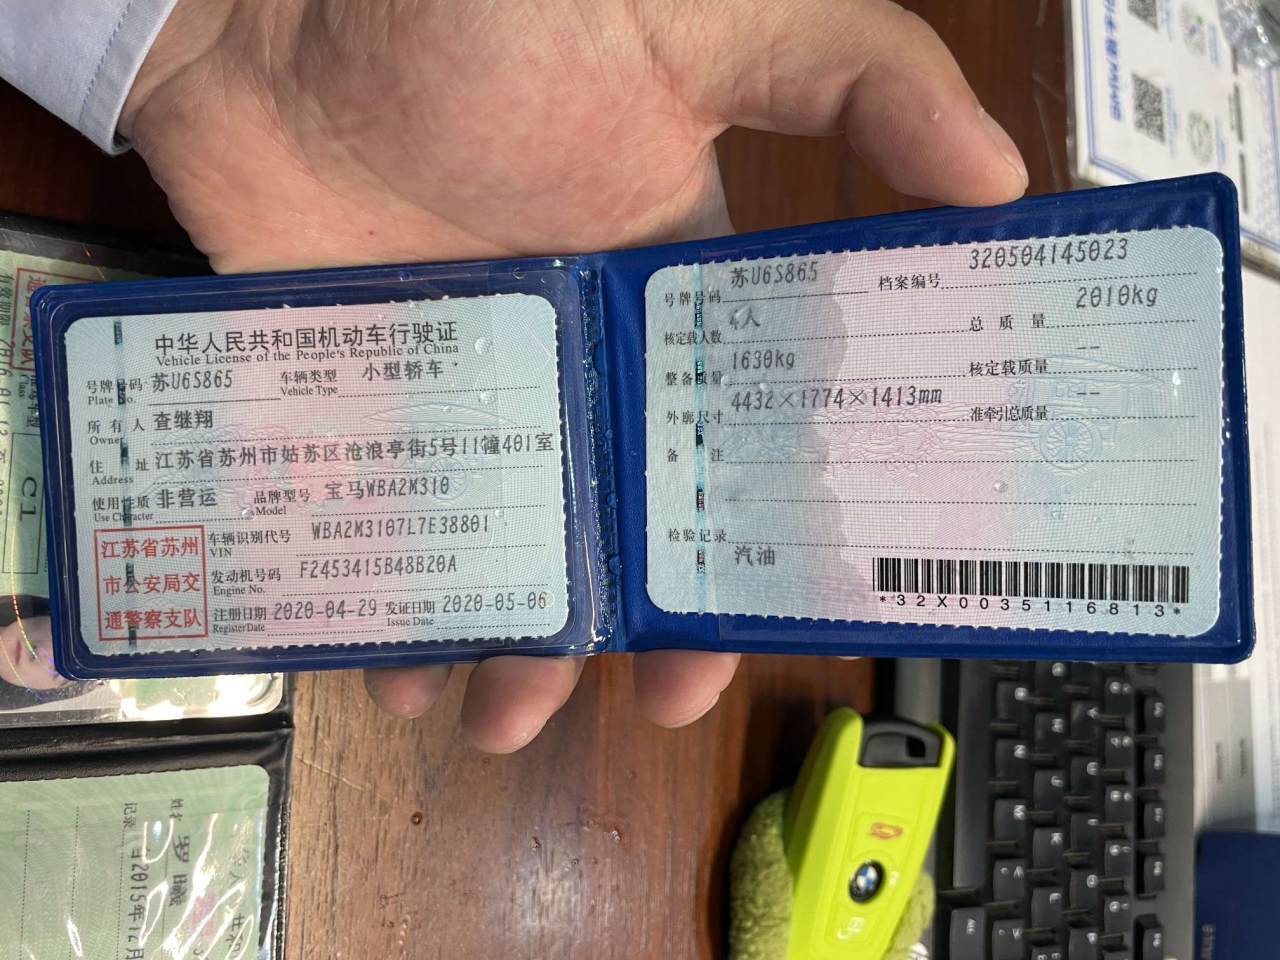 中华人民共和国机动车行驶证
Vehicle License of the People's Republic of China
号牌号码 苏U6S865 车辆类型 小型轿车
Plate No. Vehicle Type
所有人 查继翔
Owner
住址 江苏省苏州市姑苏区沧浪亭街5号11幢401室
Address
使用性质 非营运 品牌型号 宝马WBA2M310
Use Character Model
江苏省苏州
市公安局交
通警察支队
车辆识别代号 WBA2M3107L7E38801
VIN
发动机号码 F2453415B48B20A
Engine No.
注册日期 2020-04-29 发证日期 2020-05-06
Register Date Issue Date
号牌号码 苏U6S865 档案编号 320504145023
核定载人数 4人 总质量 2010kg
整备质量 1630kg 核定载质量 --
外廓尺寸 4432×1774×1413mm 准牵引总质量 --
备注
检验记录 汽油
*32X0035116813*
C1
姓名
记录